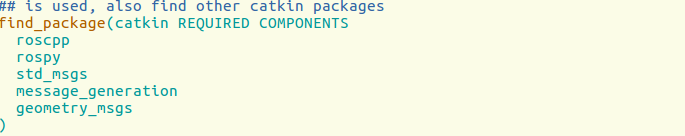 ## is used, also find other catkin packages
find_package(catkin REQUIRED COMPONENTS
  roscpp
  rospy
  std_msgs
  message_generation
  geometry_msgs
)